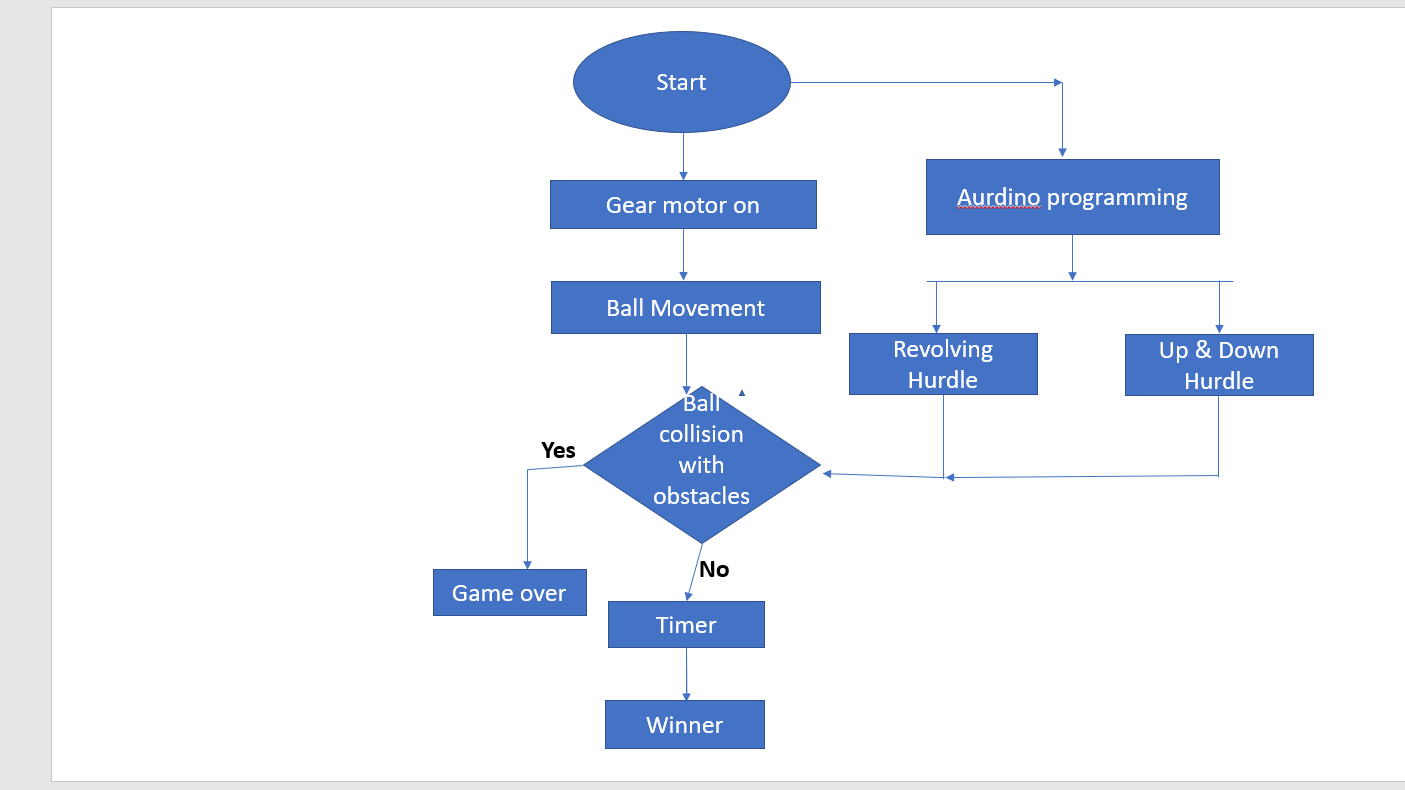 Start
Gear motor on
Aurdino programming
Ball Movement
Revolving
Hurdle
Up & Down
Hurdle
Ball
collision
with
obstacles
Yes
No
Game over
Timer
Winner